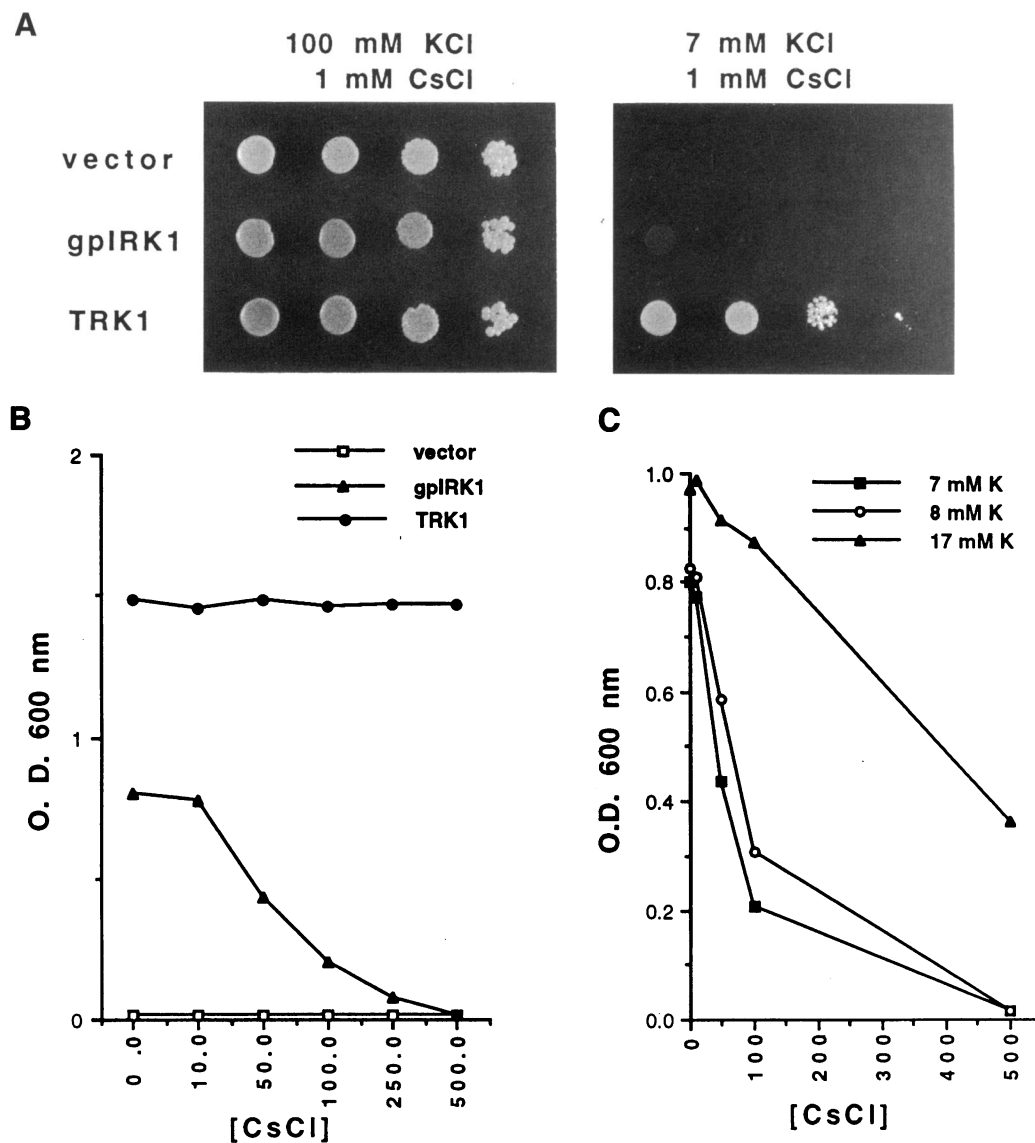 A
100 mM KCl
1 mM CsCl
7 mM KCl
1 mM CsCl
vector
gpIRK1
TRK1
B
vector
gpIRK1
TRK1
2
1
0
O. D. 600 nm
0.0
10.0
50.0
100.0
250.0
500.0
[CsCl]
C
7 mM K
8 mM K
17 mM K
1.0
0.8
0.6
0.4
0.2
0.0
O.D. 600 nm
0
100
200
300
400
500
[CsCl]